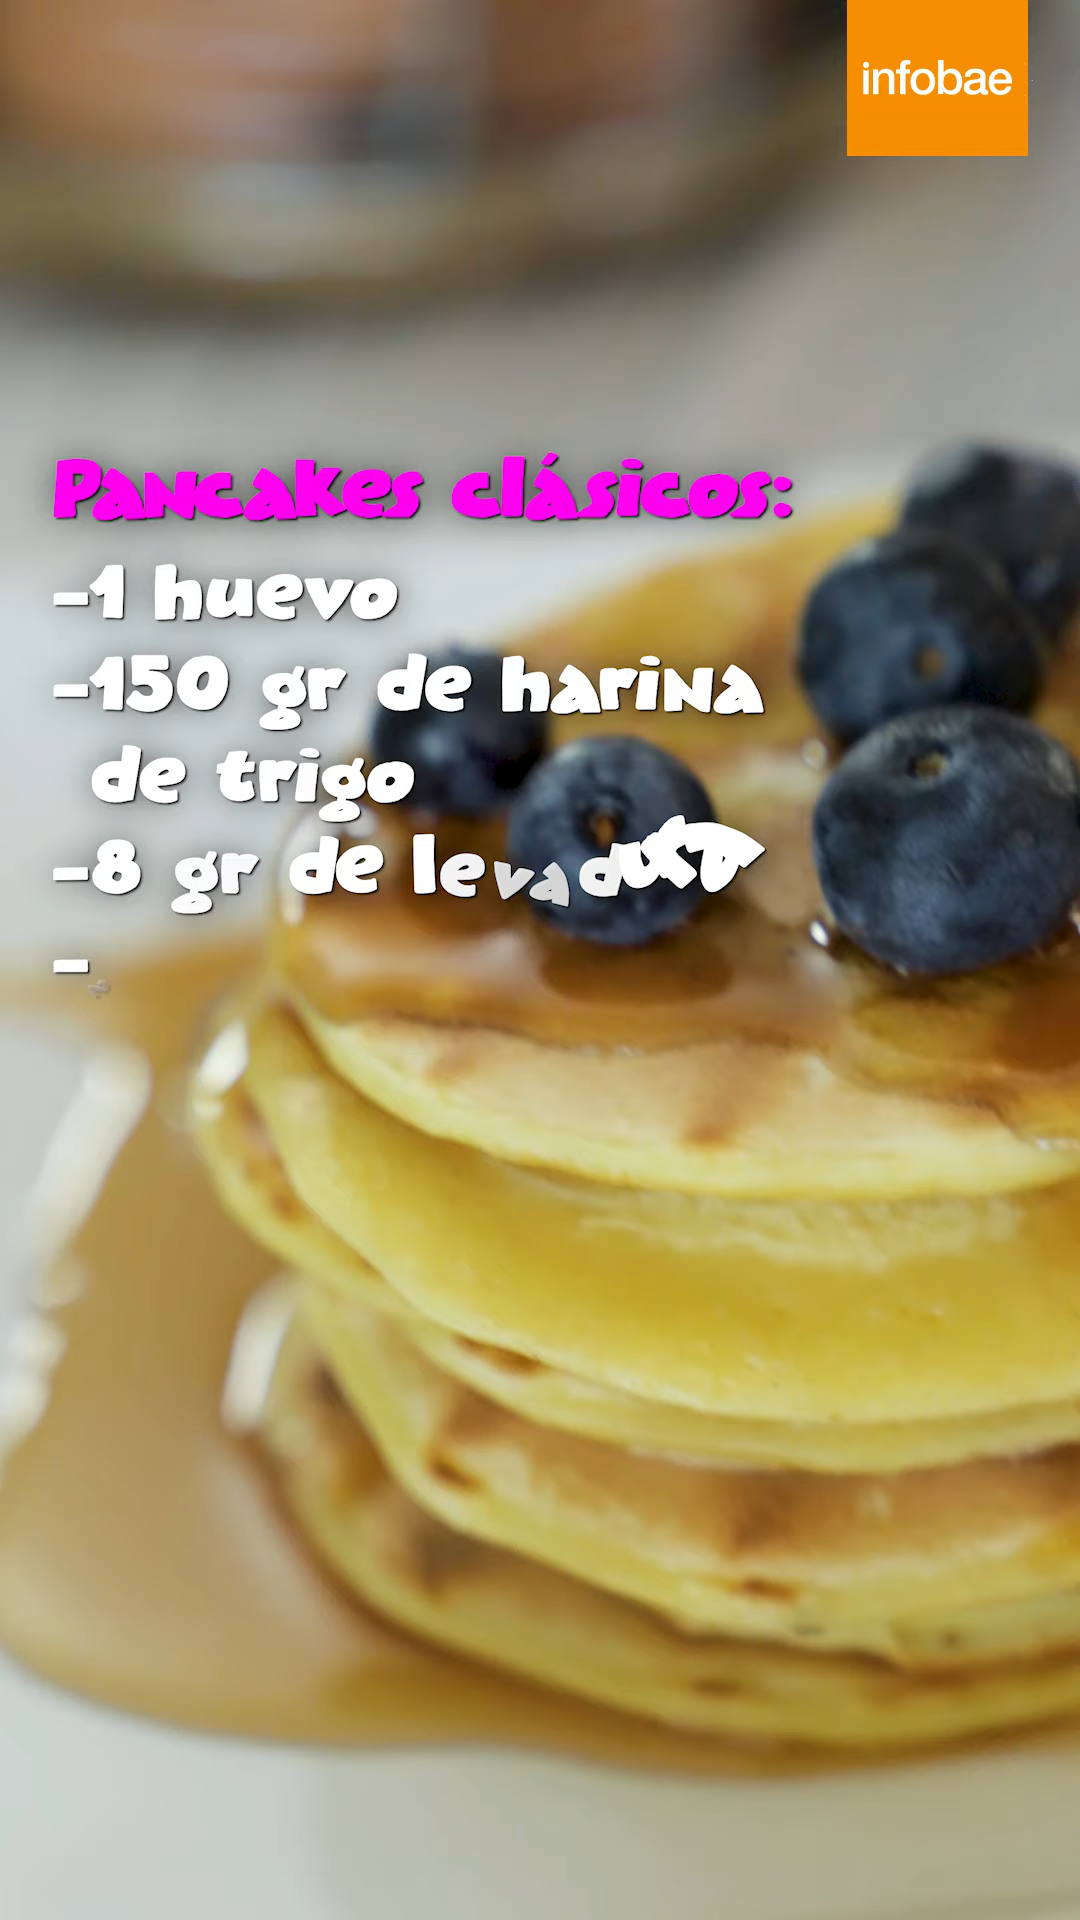 infobae
Pancakes clásicos:
-1 huevo
-150 gr de harina
de trigo
-8 gr de levadura
-